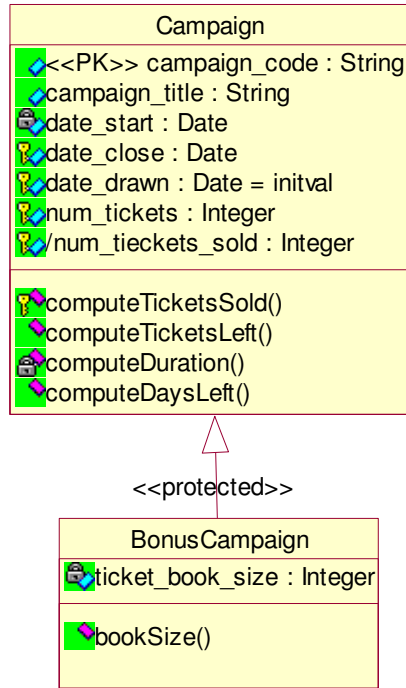 Campaign
<<PK>> campaign_code : String
campaign_title : String
date_start : Date
date_close : Date
date_drawn : Date = initval
num_tickets : Integer
/num_tieckets_sold : Integer
computeTicketsSold()
computeTicketsLeft()
computeDuration()
computeDaysLeft()
<<protected>>
BonusCampaign
ticket_book_size : Integer
bookSize()